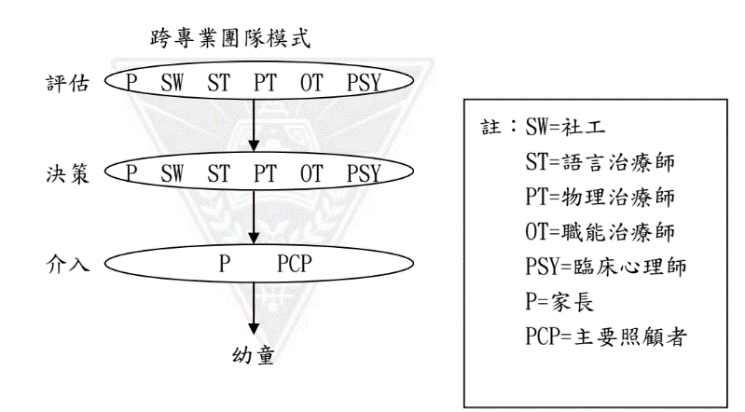 跨專業團隊模式
評估 P SW ST PT OT PSY
決策 P SW ST PT OT PSY
介入 P PCP
幼童
註：SW=社工
ST=語言治療師
PT=物理治療師
OT=職能治療師
PSY=臨床心理師
P=家長
PCP=主要照顧者